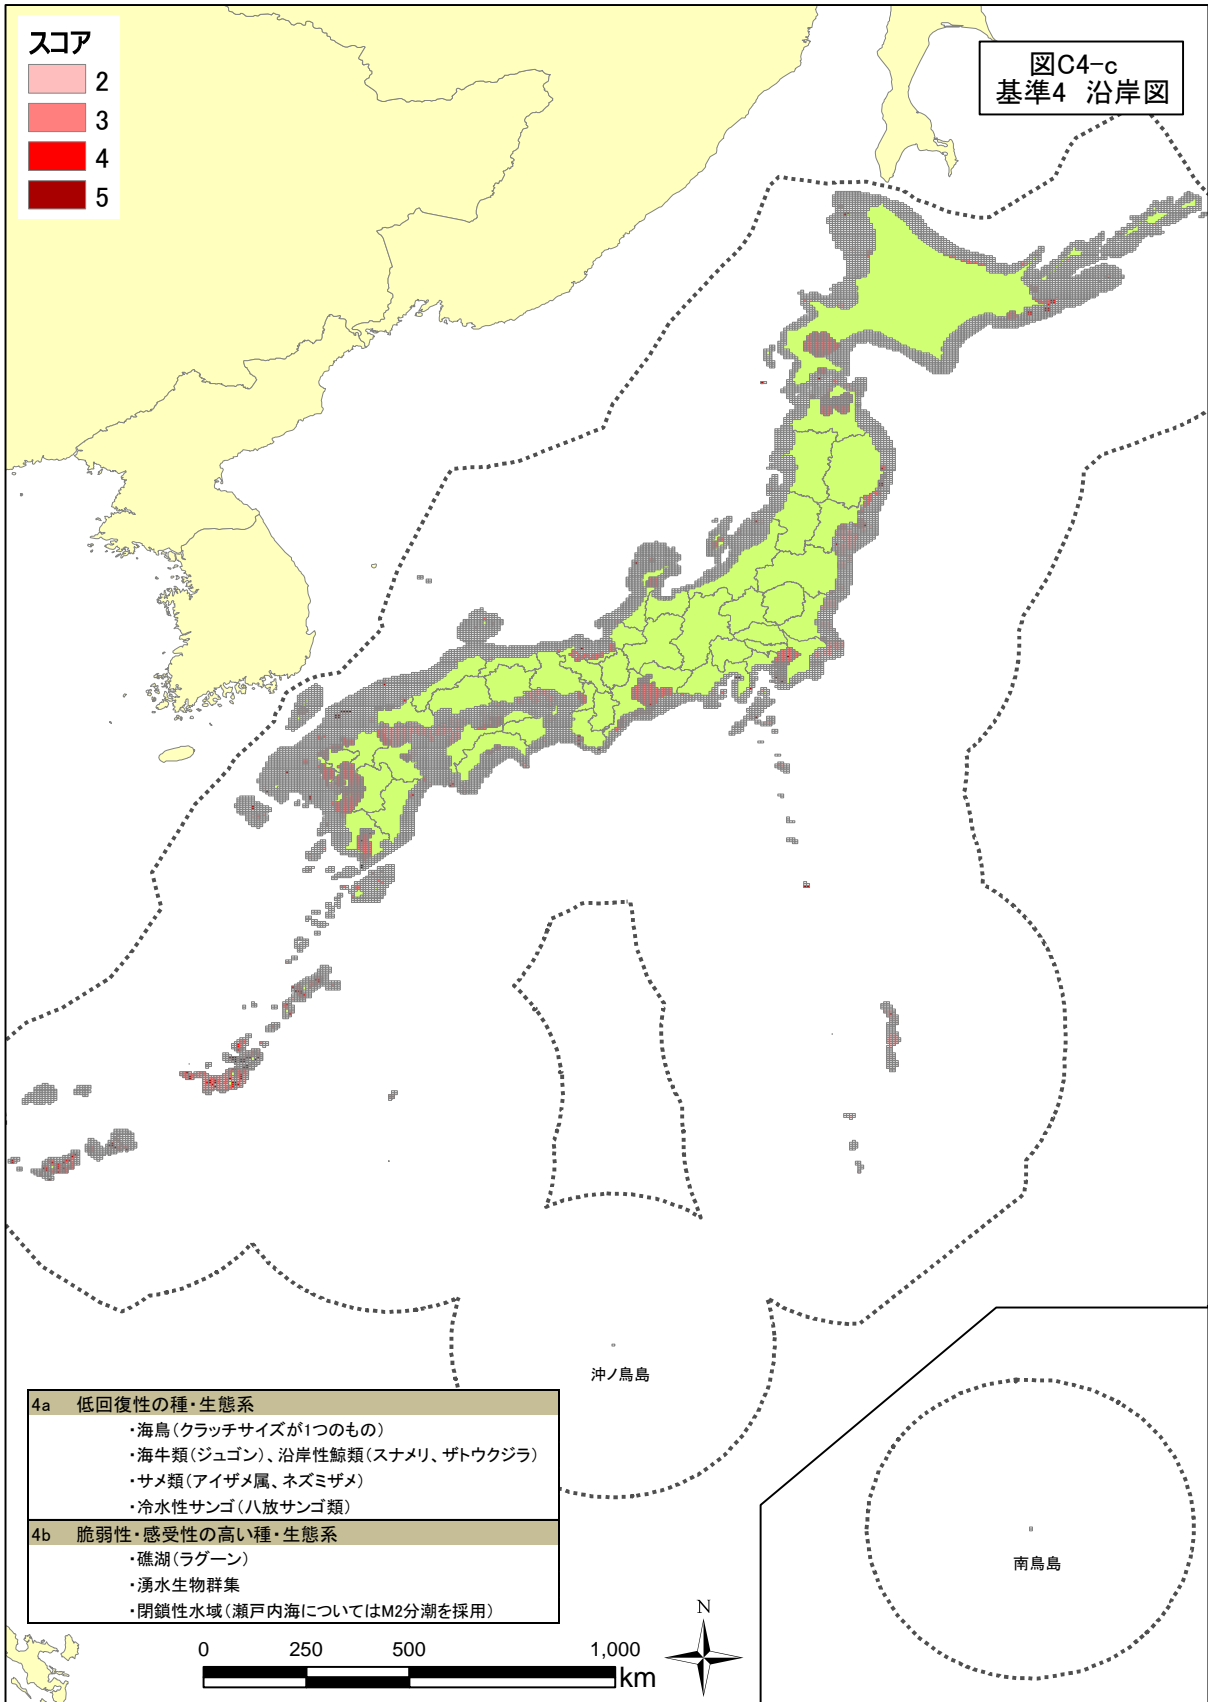 スコア
2
3
4
5
図C4-c
基準4 沿岸図
沖ノ鳥島
南鳥島
4a 低回復性の種・生態系
・海鳥(クラッチサイズが1つのもの)
・海牛類(ジュゴン)、沿岸性鯨類(スナメリ、ザトウクジラ)
・サメ類(アイザメ属、ネズミザメ)
・冷水性サンゴ(八放サンゴ類)
4b 脆弱性・感受性の高い種・生態系
・礁湖(ラグーン)
・湧水生物群集
・閉鎖性水域(瀬戸内海についてはM2分潮を採用)
0 250 500 1,000
km
N